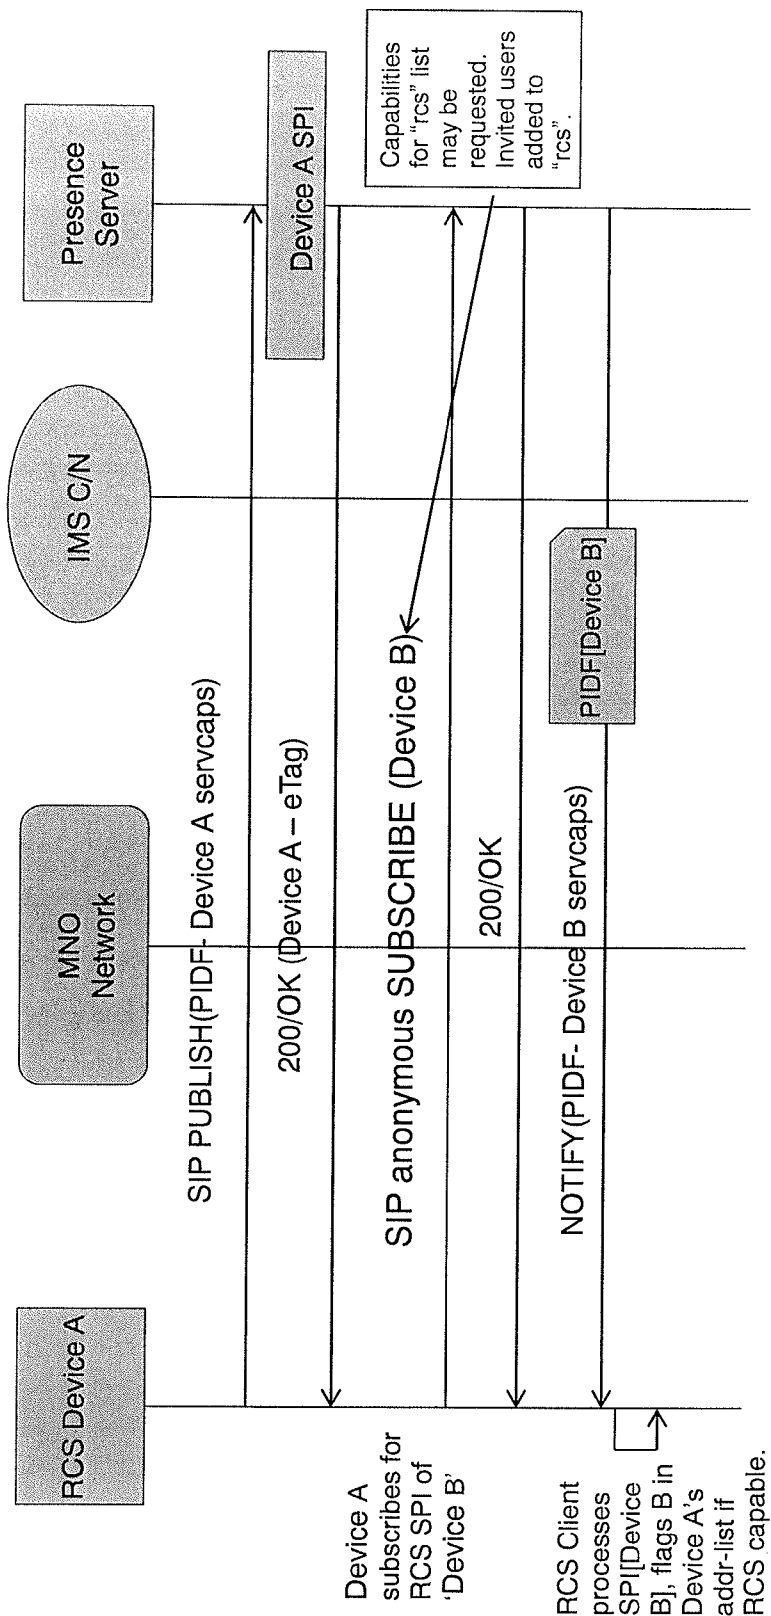 RCS Device A
MNO
Network
IMS C/N
Presence
Server
SIP PUBLISH(PIDF- Device A servcaps)
Device A SPI
200/OK (Device A – eTag)
Device A
subscribes for
RCS SPI of
‘Device B’
SIP anonymous SUBSCRIBE (Device B)
Capabilities
for “rcs” list
may be
requested.
Invited users
added to
“rcs”.
200/OK
NOTIFY(PIDF- Device B servcaps)
PIDF[Device B]
RCS Client
processes
SPI[Device
B], flags B in
Device A's
addr-list if
RCS capable.